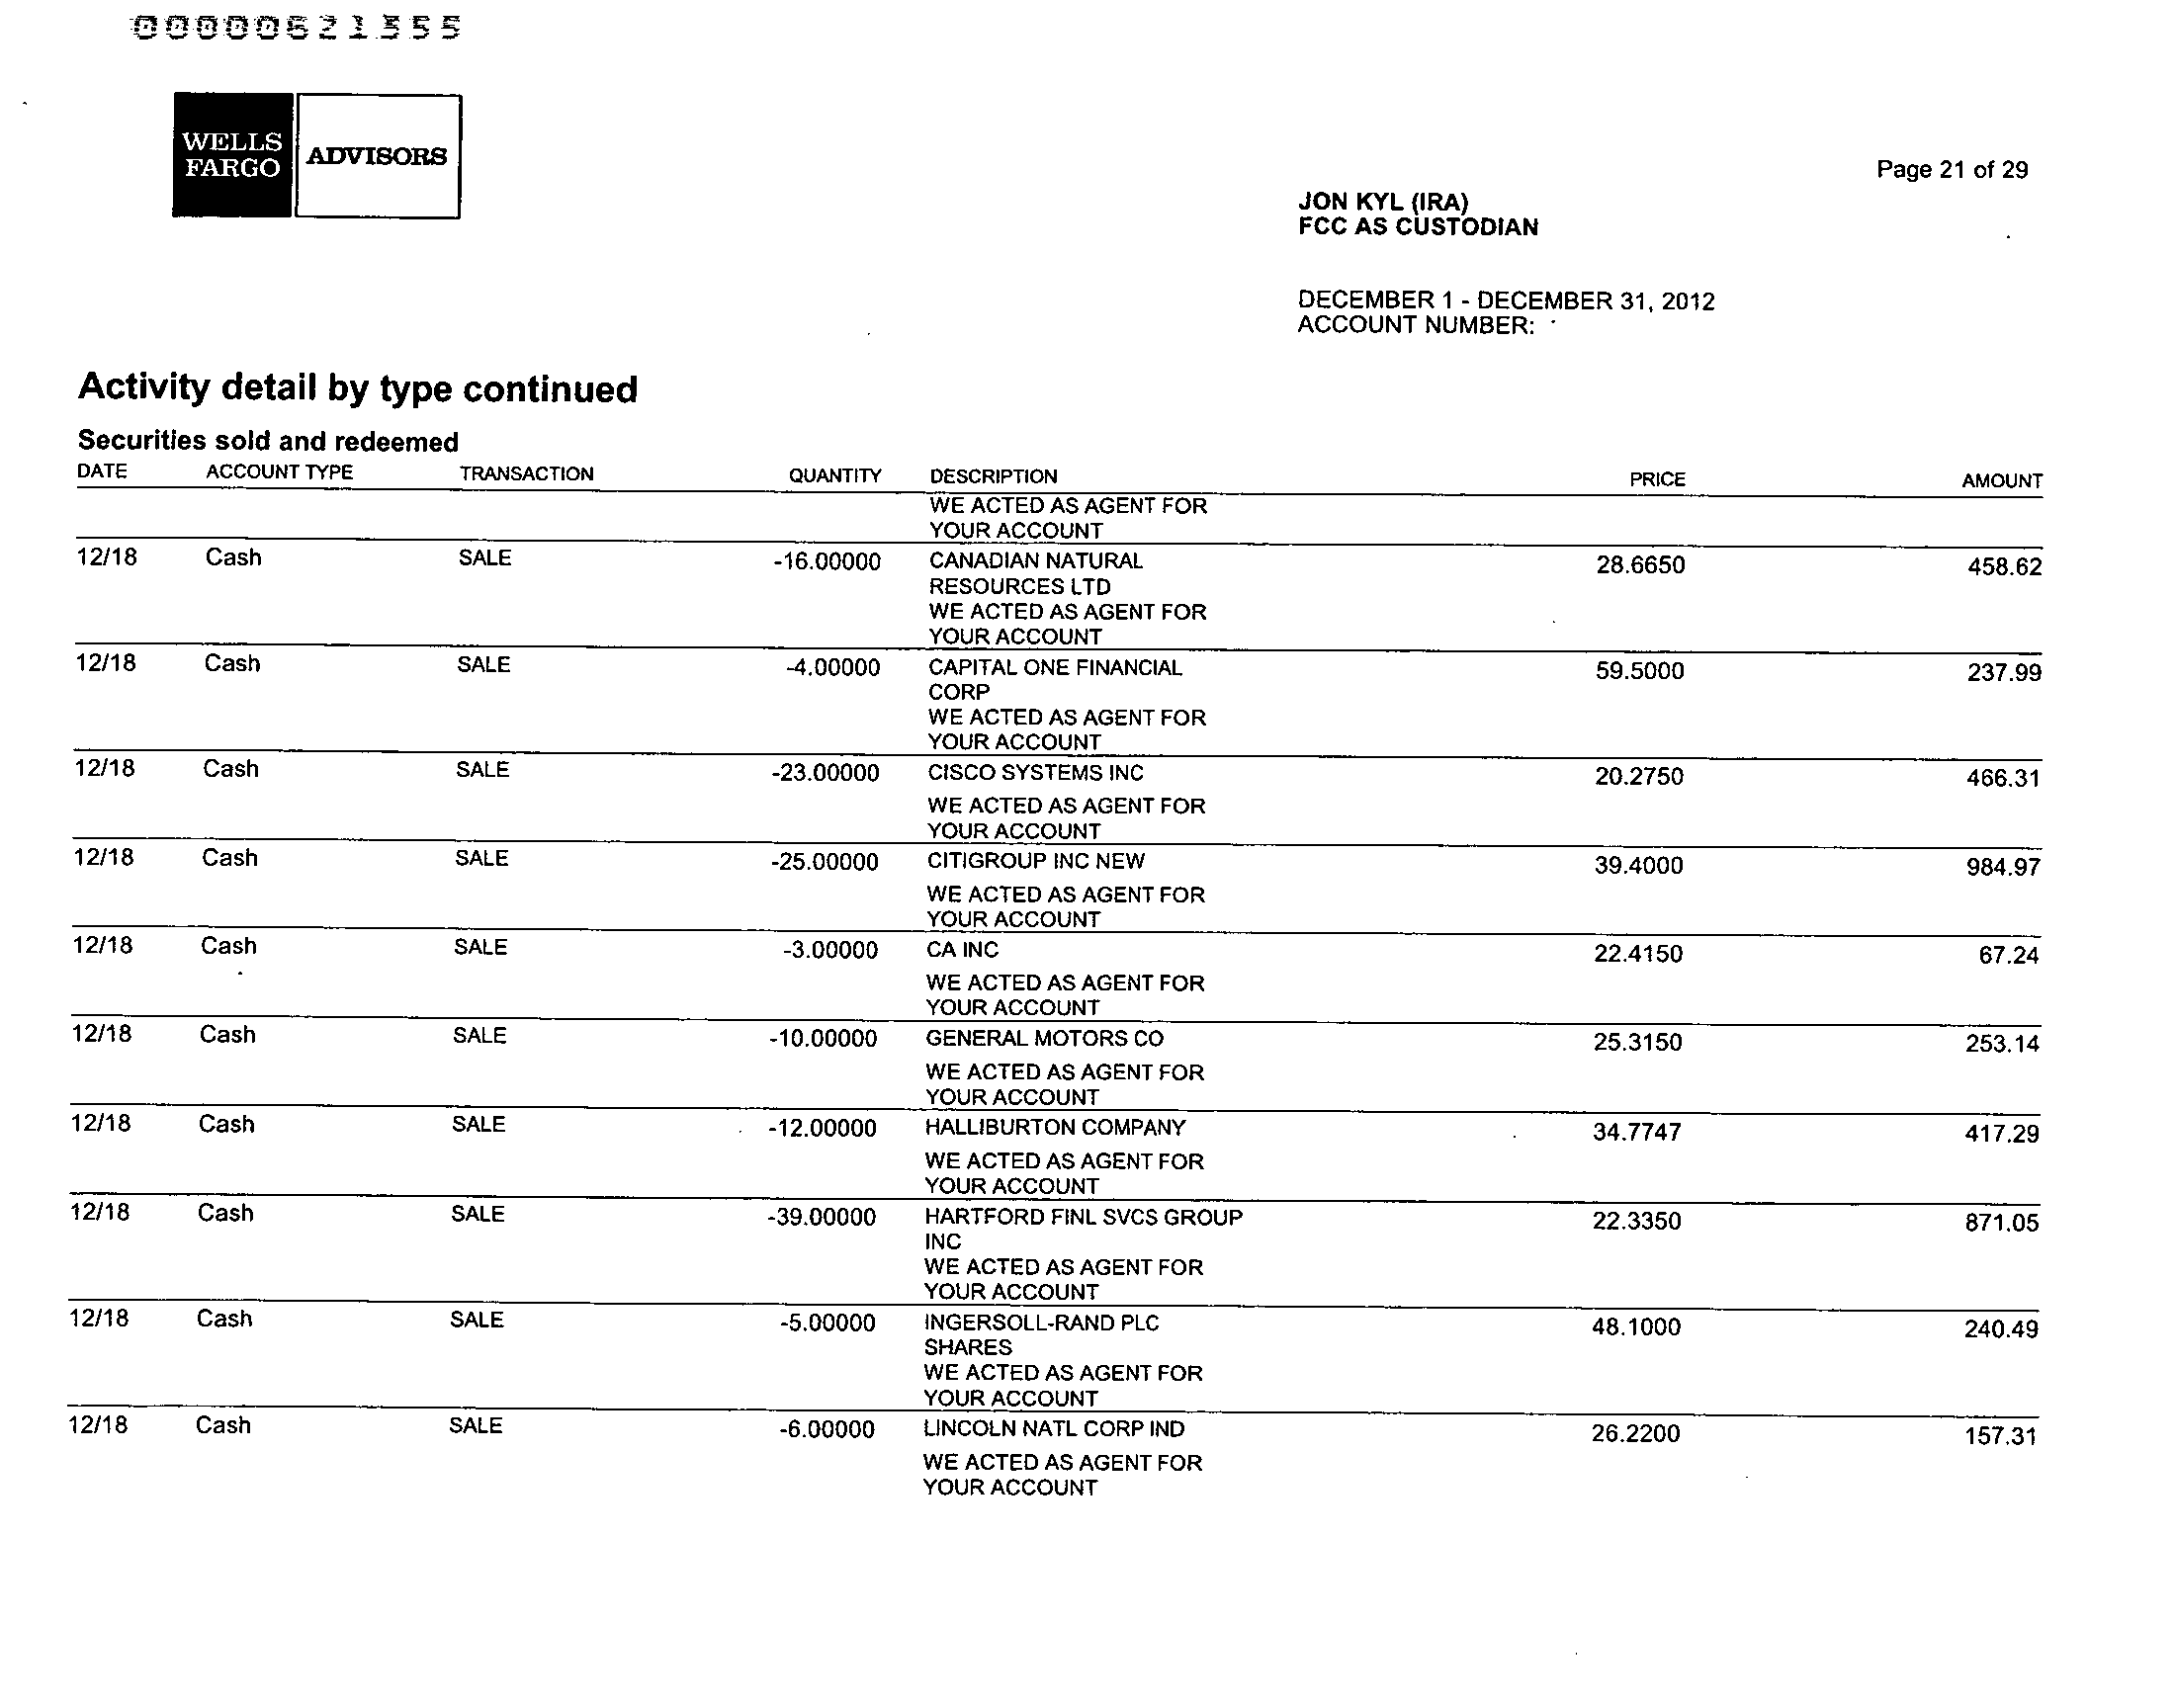 00000621355
WELLS FARGO ADVISORS
Page 21 of 29
JON KYL (IRA)
FCC AS CUSTODIAN
DECEMBER 1 - DECEMBER 31, 2012
ACCOUNT NUMBER:
Activity detail by type continued
Securities sold and redeemed
DATE ACCOUNT TYPE TRANSACTION QUANTITY DESCRIPTION PRICE AMOUNT
WE ACTED AS AGENT FOR
YOUR ACCOUNT
12/18 Cash SALE -16.00000 CANADIAN NATURAL 28.6650 458.62
RESOURCES LTD
WE ACTED AS AGENT FOR
YOUR ACCOUNT
12/18 Cash SALE -4.00000 CAPITAL ONE FINANCIAL 59.5000 237.99
CORP
WE ACTED AS AGENT FOR
YOUR ACCOUNT
12/18 Cash SALE -23.00000 CISCO SYSTEMS INC 20.2750 466.31
WE ACTED AS AGENT FOR
YOUR ACCOUNT
12/18 Cash SALE -25.00000 CITIGROUP INC NEW 39.4000 984.97
WE ACTED AS AGENT FOR
YOUR ACCOUNT
12/18 Cash SALE -3.00000 CA INC 22.4150 67.24
WE ACTED AS AGENT FOR
YOUR ACCOUNT
12/18 Cash SALE -10.00000 GENERAL MOTORS CO 25.3150 253.14
WE ACTED AS AGENT FOR
YOUR ACCOUNT
12/18 Cash SALE -12.00000 HALLIBURTON COMPANY 34.7747 417.29
WE ACTED AS AGENT FOR
YOUR ACCOUNT
12/18 Cash SALE -39.00000 HARTFORD FINL SVCS GROUP 22.3350 871.05
INC
WE ACTED AS AGENT FOR
YOUR ACCOUNT
12/18 Cash SALE -5.00000 INGERSOLL-RAND PLC 48.1000 240.49
SHARES
WE ACTED AS AGENT FOR
YOUR ACCOUNT
12/18 Cash SALE -6.00000 LINCOLN NATL CORP IND 26.2200 157.31
WE ACTED AS AGENT FOR
YOUR ACCOUNT